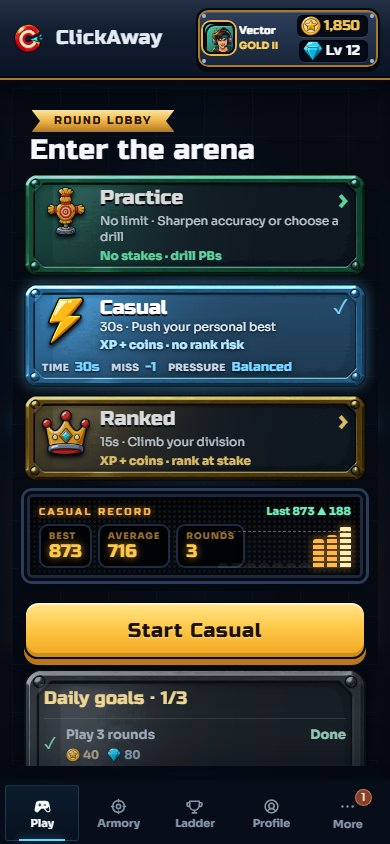 ClickAway
Vector
GOLD II
1,850
Lv 12
ROUND LOBBY
Enter the arena
Practice
No limit · Sharpen accuracy or choose a
drill
No stakes · drill PBs
Casual
30s · Push your personal best
XP + coins · no rank risk
TIME 30s MISS -1 PRESSURE Balanced
Ranked
15s · Climb your division
XP + coins · rank at stake
CASUAL RECORD
Last 873 ▲ 188
BEST
873
AVERAGE
716
ROUNDS
3
Start Casual
Daily goals · 1/3
Play 3 rounds
Done
40 80
Play
Armory
Ladder
Profile
1
More